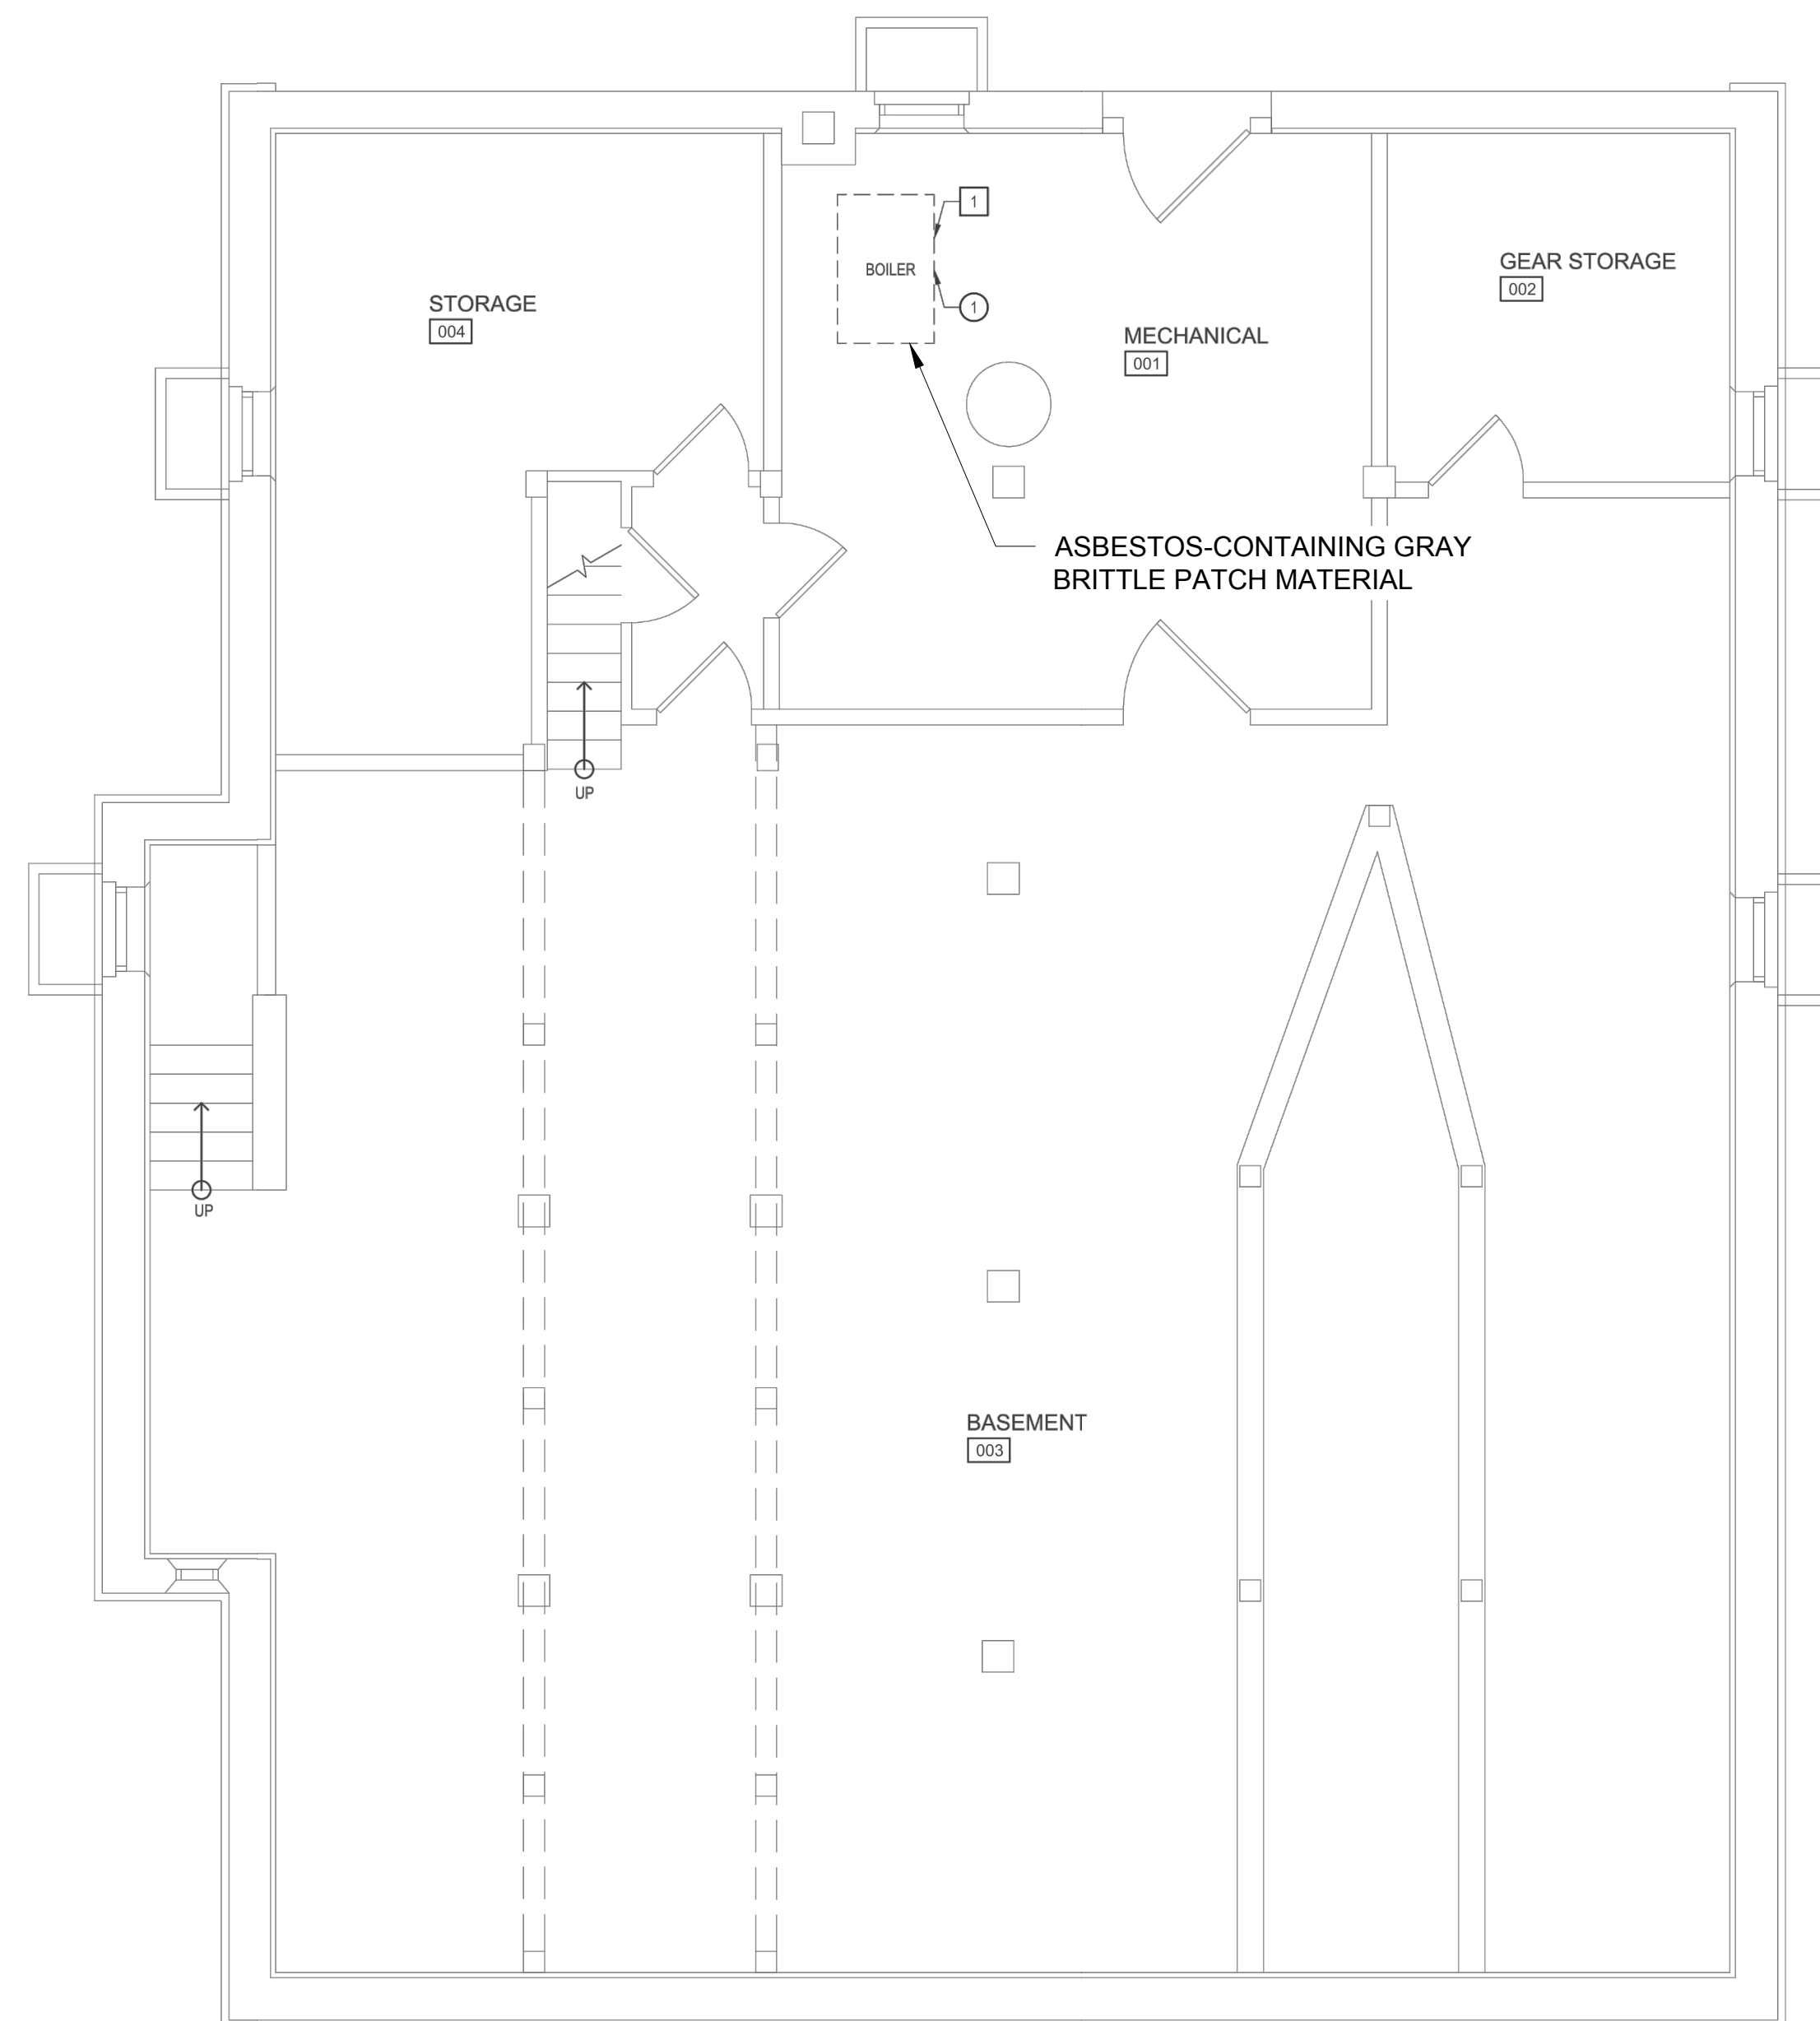 1
BOILER
GEAR STORAGE
002
STORAGE
004
1
MECHANICAL
001
ASBESTOS-CONTAINING GRAY
BRITTLE PATCH MATERIAL
UP
UP
BASEMENT
003